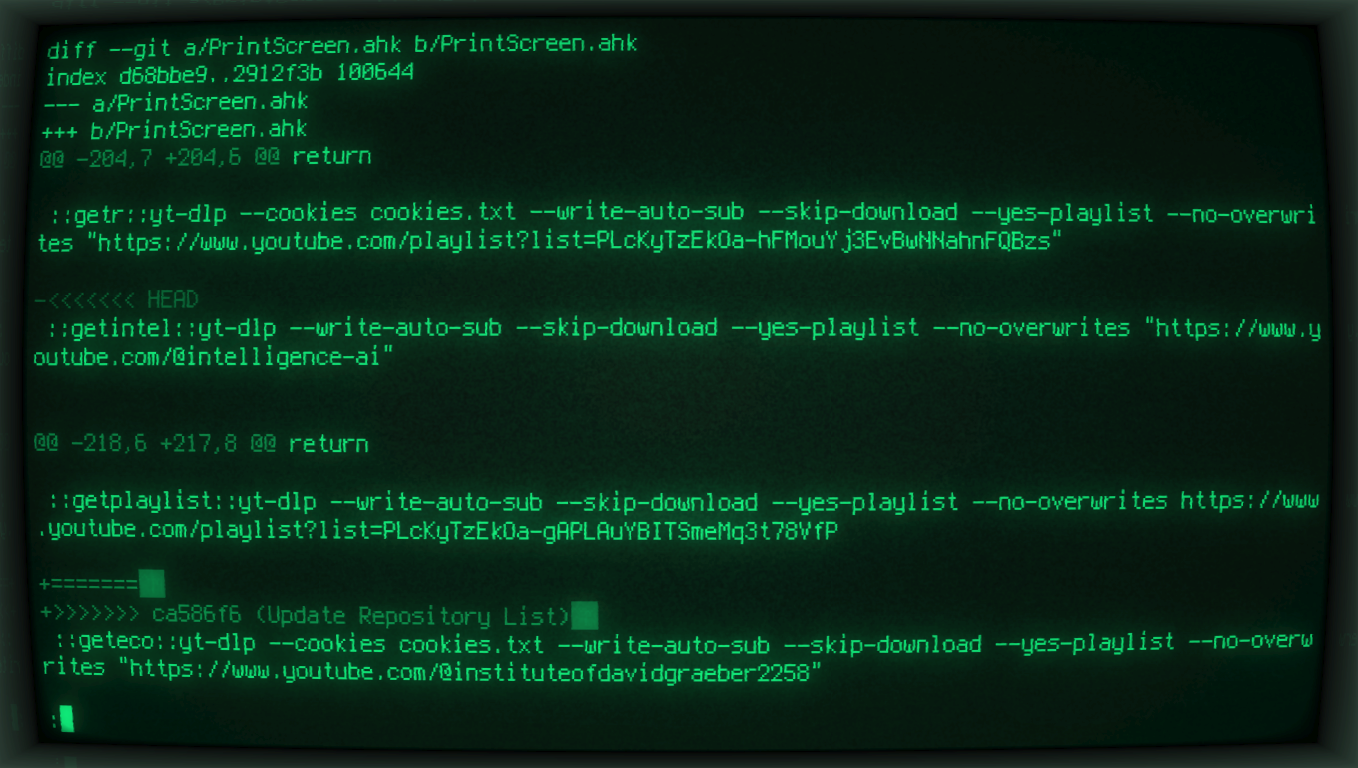 diff --git a/PrintScreen.ahk b/PrintScreen.ahk
index d68bbe9..2912f3b 100644
--- a/PrintScreen.ahk
+++ b/PrintScreen.ahk
@@ -204,7 +204,6 @@ return
::getr::yt-dlp --cookies cookies.txt --write-auto-sub --skip-download --yes-playlist --no-overwri
tes "https://www.youtube.com/playlist?list=PLcKyTzEkOa-hFMouYj3EvBwNNahnFQBzs"
-<<<<<<< HEAD
::getintel::yt-dlp --write-auto-sub --skip-download --yes-playlist --no-overwrites "https://www.y
outube.com/@intelligence-ai"
@@ -218,6 +217,8 @@ return
::getplaylist::yt-dlp --write-auto-sub --skip-download --yes-playlist --no-overwrites https://www
.youtube.com/playlist?list=PLcKyTzEkOa-gAPLAuYBITSmeMq3t78VfP
+=======
+>>>>>>> ca586f6 (Update Repository List)
::geteco::yt-dlp --cookies cookies.txt --write-auto-sub --skip-download --yes-playlist --no-overw
rites "https://www.youtube.com/@instituteofdavidgraeber2258"
: